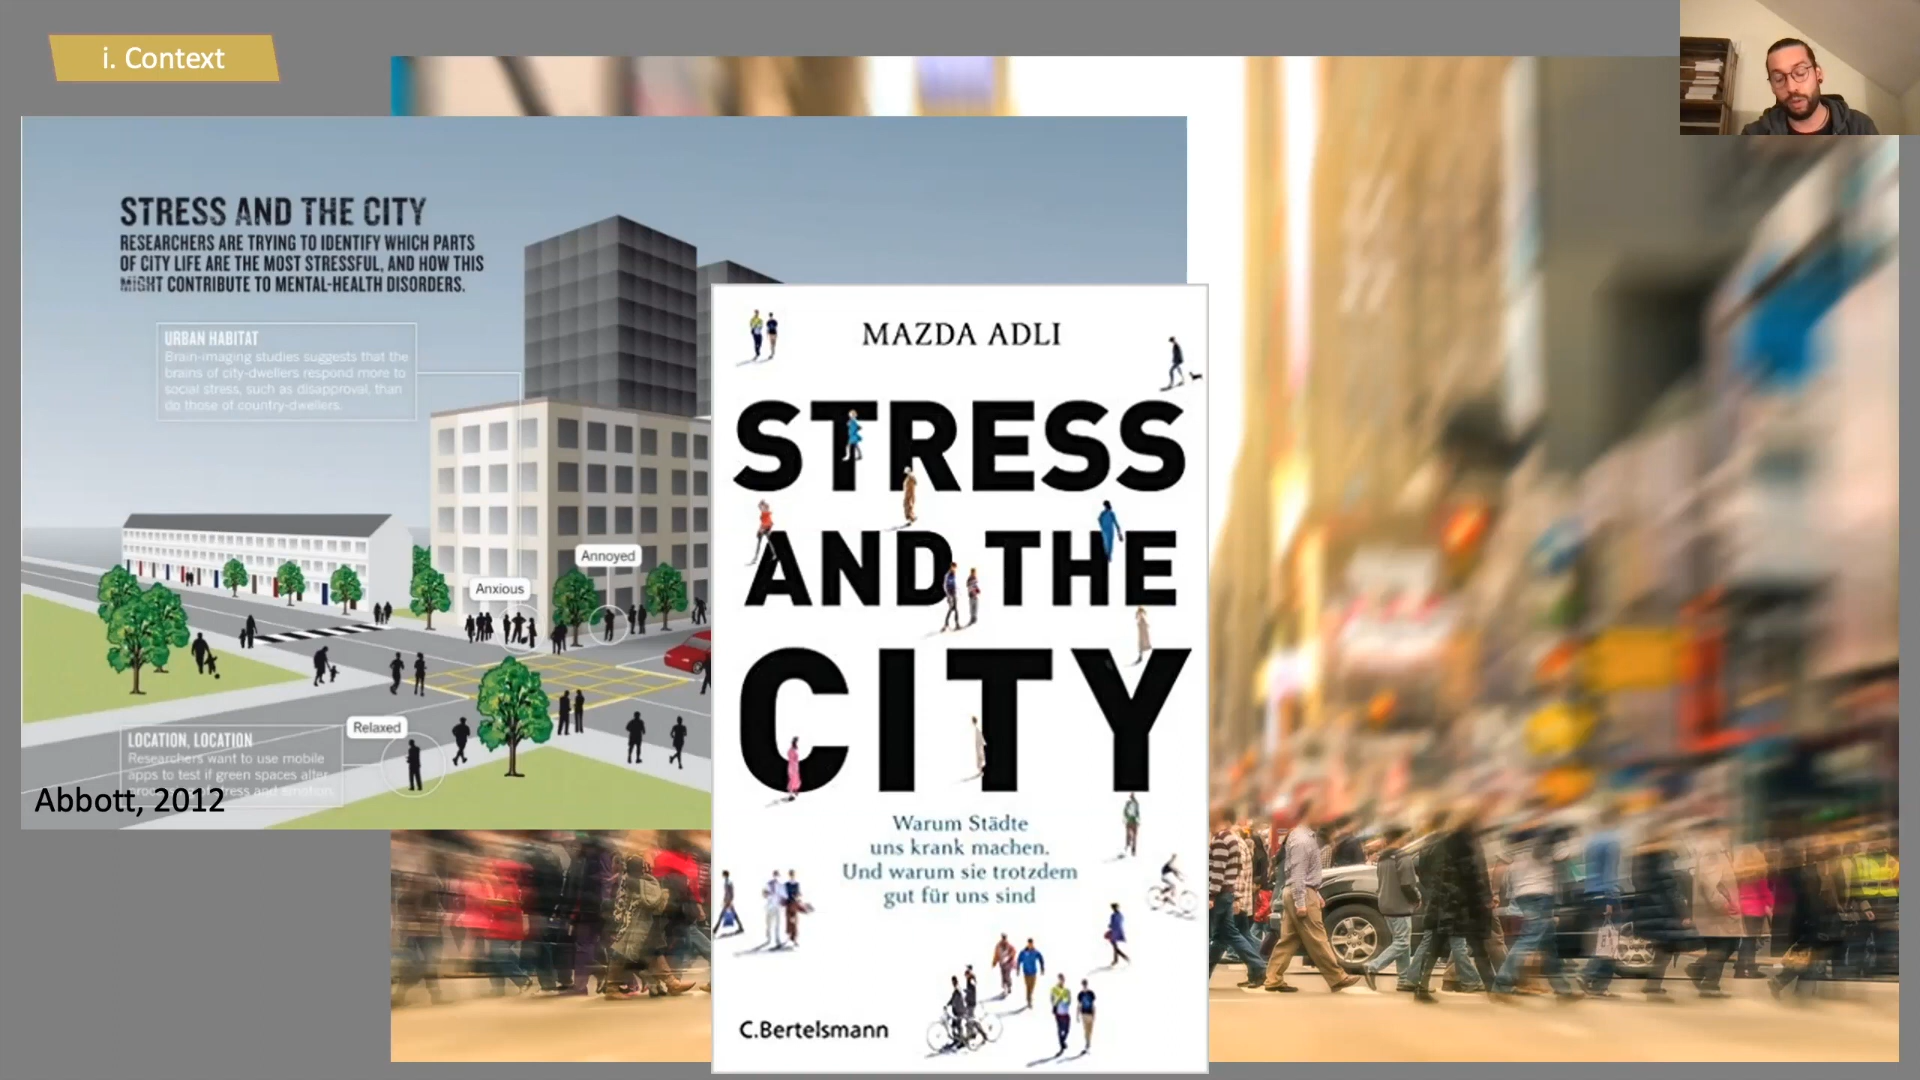 i. Context
STRESS AND THE CITY
RESEARCHERS ARE TRYING TO IDENTIFY WHICH PARTS
OF CITY LIFE ARE THE MOST STRESSFUL, AND HOW THIS
MIGHT CONTRIBUTE TO MENTAL-HEALTH DISORDERS.
URBAN HABITAT
Brain-imaging studies suggests that the
brains of city-dwellers respond more to
social stress, such as disapproval, than
do those of country-dwellers.
Annoyed
Anxious
Relaxed
LOCATION, LOCATION
Researchers want to use mobile
apps to test if green spaces alter
stress and emotion.
Abbott, 2012
MAZDA ADLI
STRESS
AND THE
CITY
Warum Städte
uns krank machen.
Und warum sie trotzdem
gut für uns sind
C.Bertelsmann